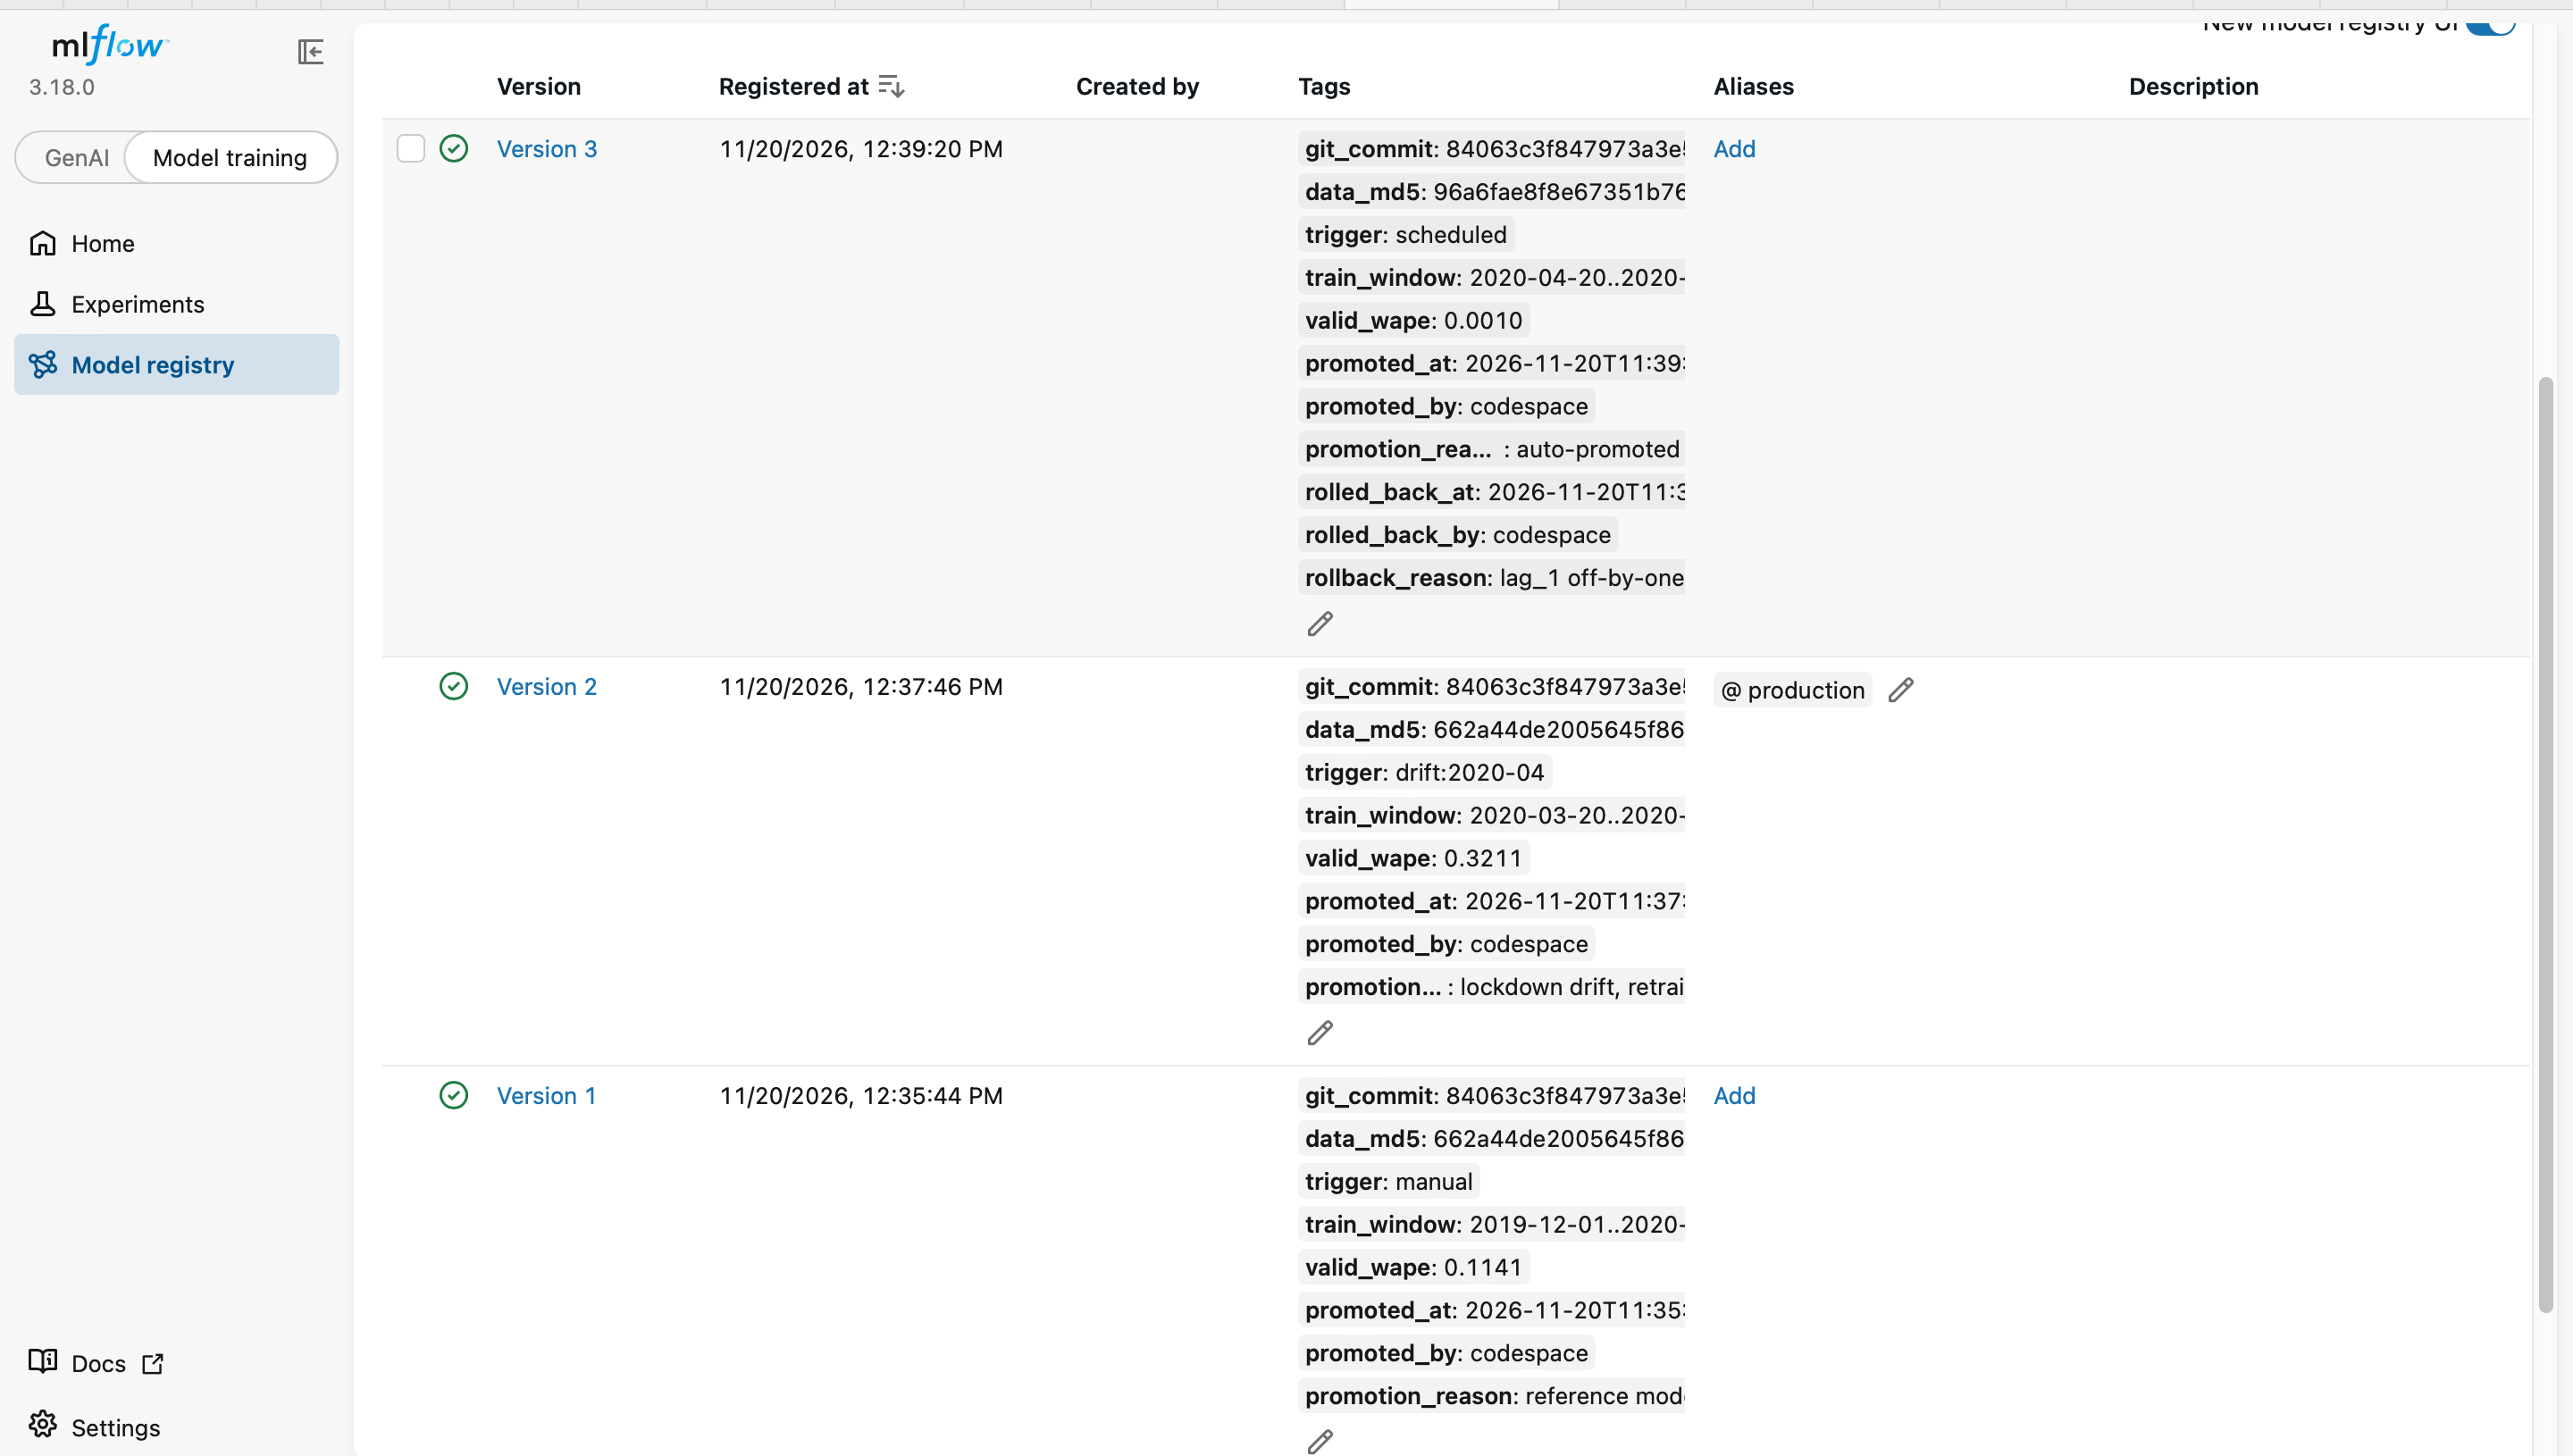 New model registry UI
mlflow
3.18.0
GenAI Model training
Home
Experiments
Model registry
Docs
Settings
Version Registered at Created by Tags Aliases Description
Version 3 11/20/2026, 12:39:20 PM git_commit: 84063c3f847973a3e Add
data_md5: 96a6fae8f8e67351b76
trigger: scheduled
train_window: 2020-04-20..2020-
valid_wape: 0.0010
promoted_at: 2026-11-20T11:39:
promoted_by: codespace
promotion_rea... : auto-promoted
rolled_back_at: 2026-11-20T11:3
rolled_back_by: codespace
rollback_reason: lag_1 off-by-one
Version 2 11/20/2026, 12:37:46 PM git_commit: 84063c3f847973a3e @ production
data_md5: 662a44de2005645f86
trigger: drift:2020-04
train_window: 2020-03-20..2020-
valid_wape: 0.3211
promoted_at: 2026-11-20T11:37:
promoted_by: codespace
promotion... : lockdown drift, retrai
Version 1 11/20/2026, 12:35:44 PM git_commit: 84063c3f847973a3e Add
data_md5: 662a44de2005645f86
trigger: manual
train_window: 2019-12-01..2020-
valid_wape: 0.1141
promoted_at: 2026-11-20T11:35:
promoted_by: codespace
promotion_reason: reference mod